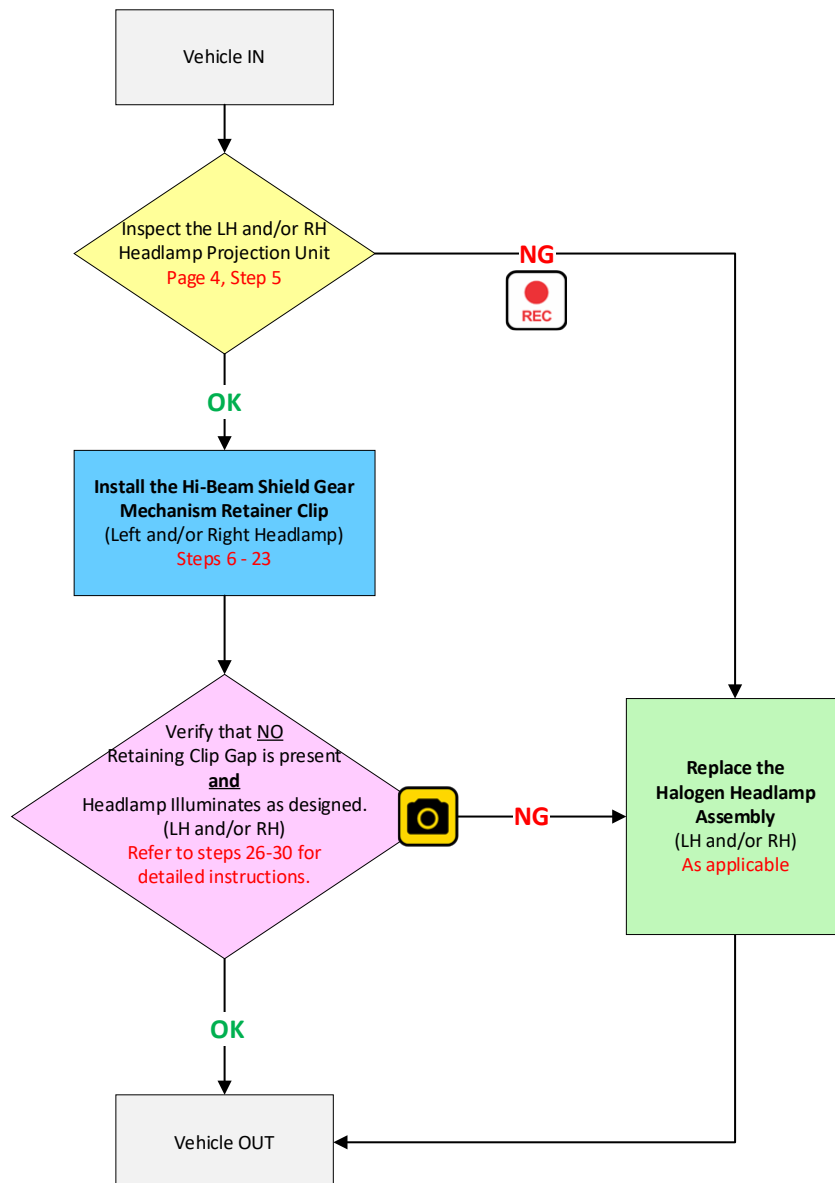 Vehicle IN
Inspect the LH and/or RH
Headlamp Projection Unit
Page 4, Step 5
NG
REC
OK
Install the Hi-Beam Shield Gear
Mechanism Retainer Clip
(Left and/or Right Headlamp)
Steps 6 - 23
Verify that NO
Retaining Clip Gap is present
and
Headlamp Illuminates as designed.
(LH and/or RH)
Refer to steps 26-30 for
detailed instructions.
NG
Replace the
Halogen Headlamp
Assembly
(LH and/or RH)
As applicable
OK
Vehicle OUT